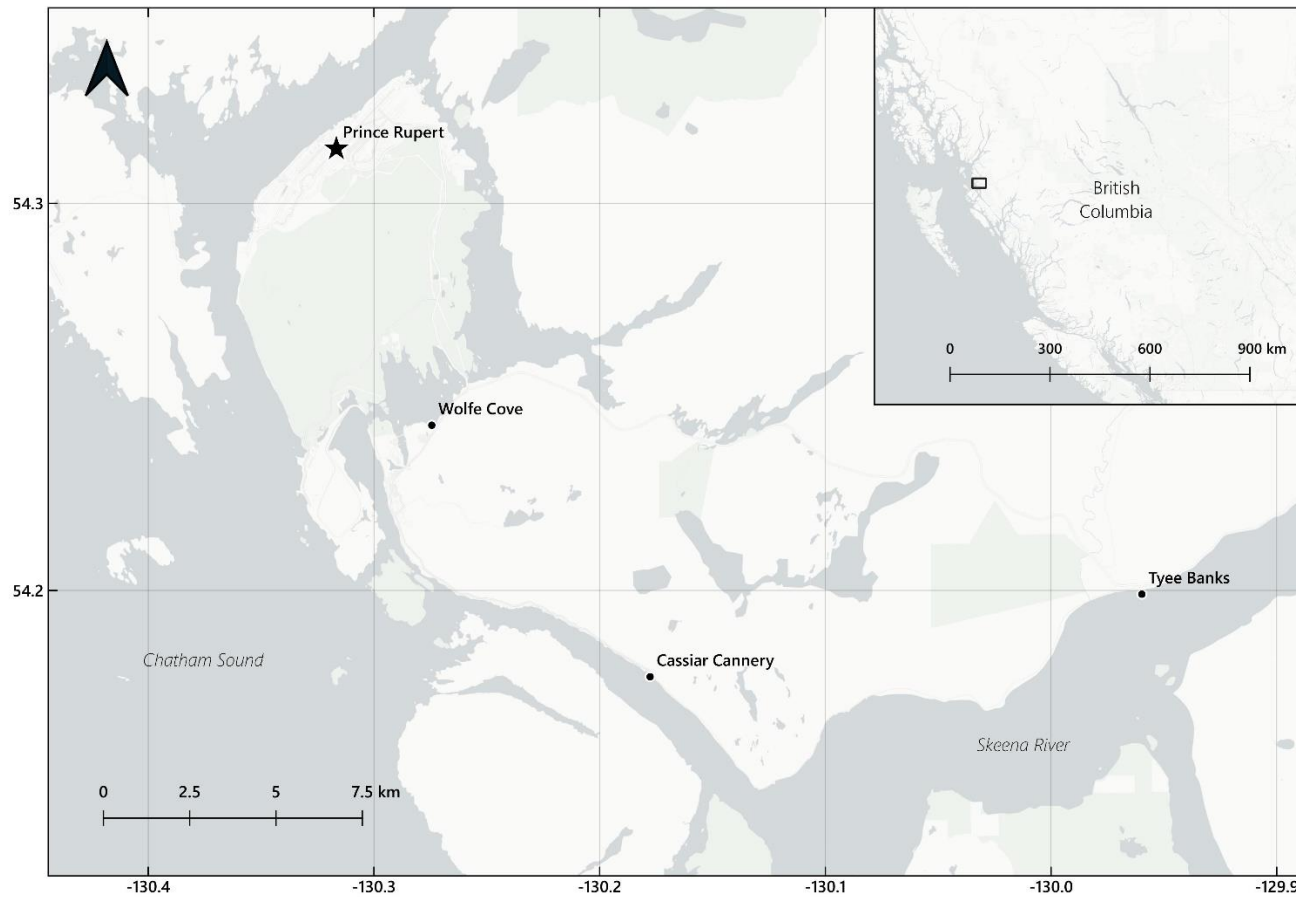 Prince Rupert
54.3
British
Columbia
0 300 600 900 km
Wolfe Cove
54.2
Tyee Banks
Chatham Sound
Cassiar Cannery
Skeena River
0 2.5 5 7.5 km
-130.4 -130.3 -130.2 -130.1 -130.0 -129.9